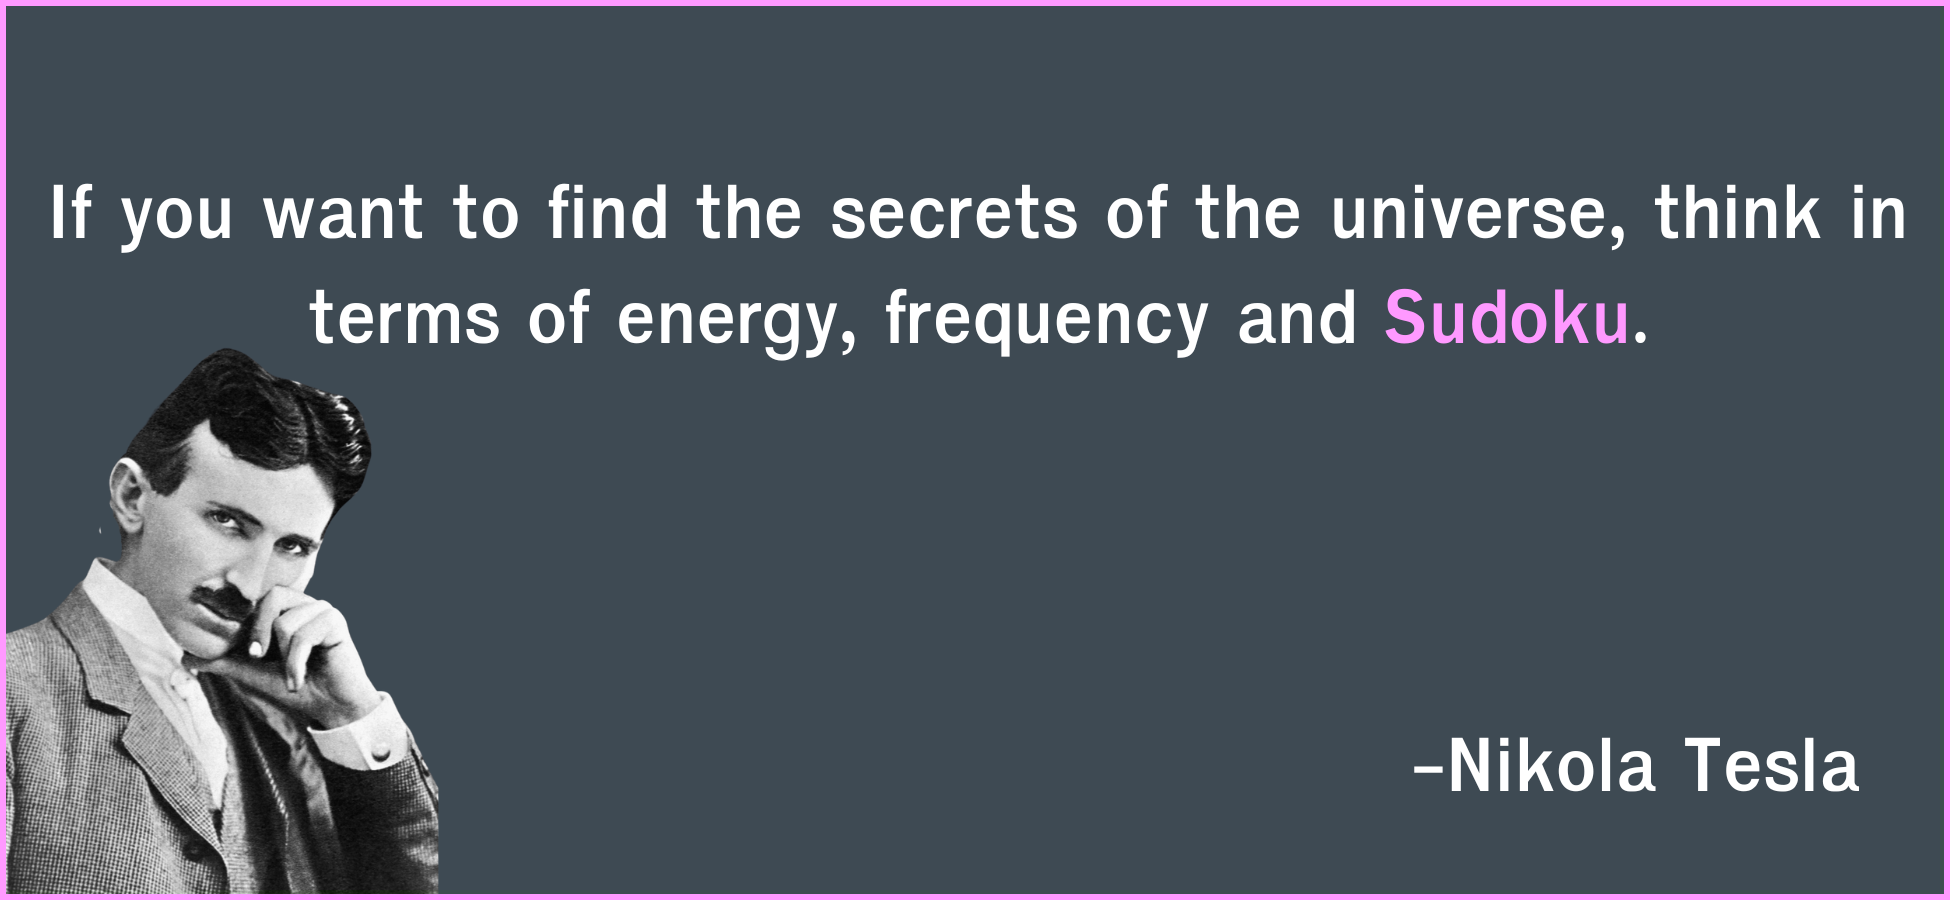 If you want to find the secrets of the universe, think in
terms of energy, frequency and Sudoku.
–Nikola Tesla